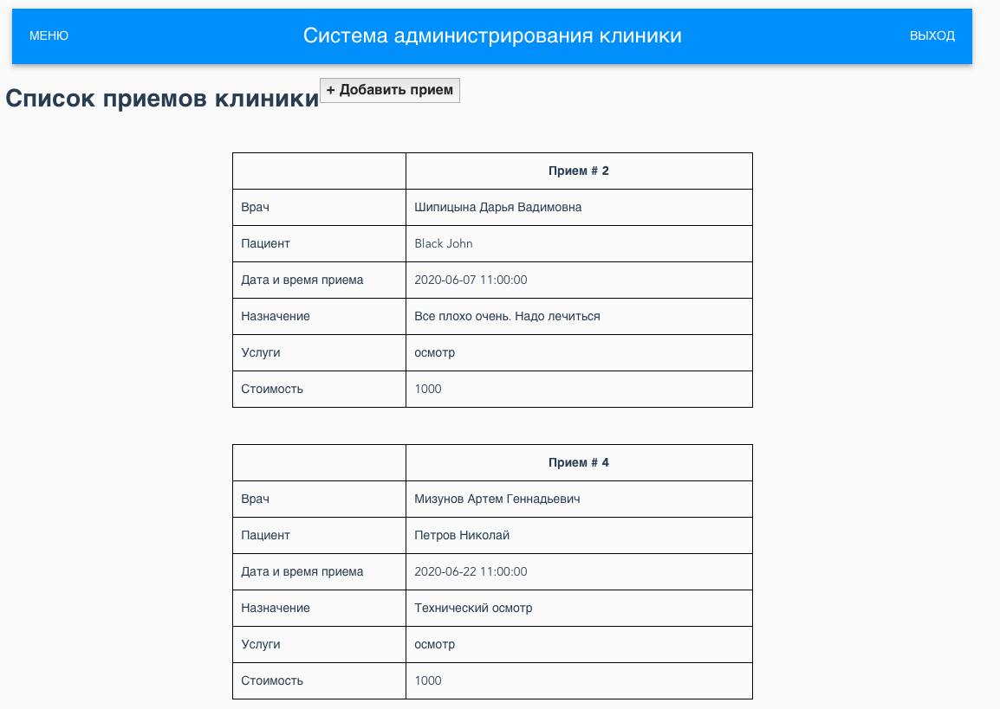 МЕНЮ Система администрирования клиники ВЫХОД
Список приемов клиники + Добавить прием
Прием # 2
Врач Шипицына Дарья Вадимовна
Пациент Black John
Дата и время приема 2020-06-07 11:00:00
Назначение Все плохо очень. Надо лечиться
Услуги осмотр
Стоимость 1000
Прием # 4
Врач Мизунов Артем Геннадьевич
Пациент Петров Николай
Дата и время приема 2020-06-22 11:00:00
Назначение Технический осмотр
Услуги осмотр
Стоимость 1000